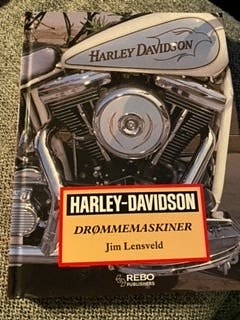 HARLEY DAVIDSON
HARLEY-DAVIDSON
DRØMMEMASKINER
Jim Lensveld
REBO
PUBLISHERS